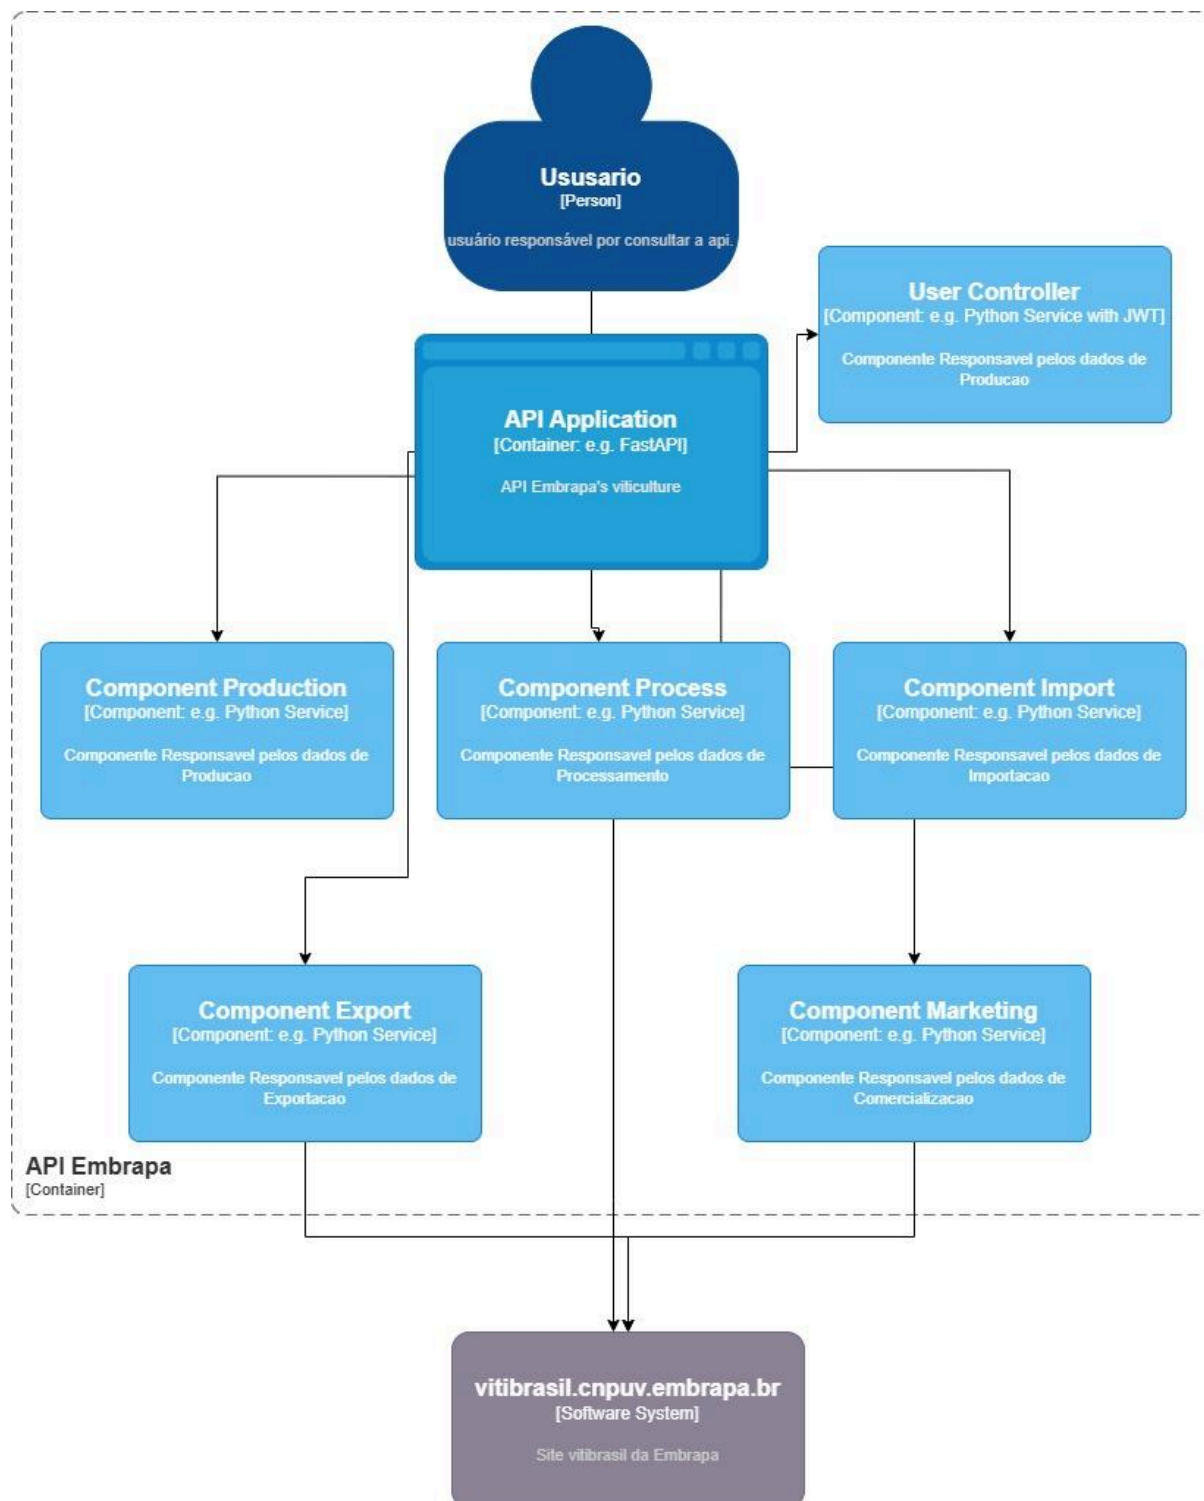 Ususario
[Person]
usuário responsável por consultar a api.
User Controller
[Component: e.g. Python Service with JWT]
Componente Responsavel pelos dados de
Producao
API Application
[Container: e.g. FastAPI]
API Embrapa's viticulture
Component Production
[Component: e.g. Python Service]
Componente Responsavel pelos dados de
Producao
Component Process
[Component: e.g. Python Service]
Componente Responsavel pelos dados de
Processamento
Component Import
[Component: e.g. Python Service]
Componente Responsavel pelos dados de
Importacao
Component Export
[Component: e.g. Python Service]
Componente Responsavel pelos dados de
Exportacao
Component Marketing
[Component: e.g. Python Service]
Componente Responsavel pelos dados de
Comercializacao
API Embrapa
[Container]
vitibrasil.cnpuv.embrapa.br
[Software System]
Site vitibrasil da Embrapa